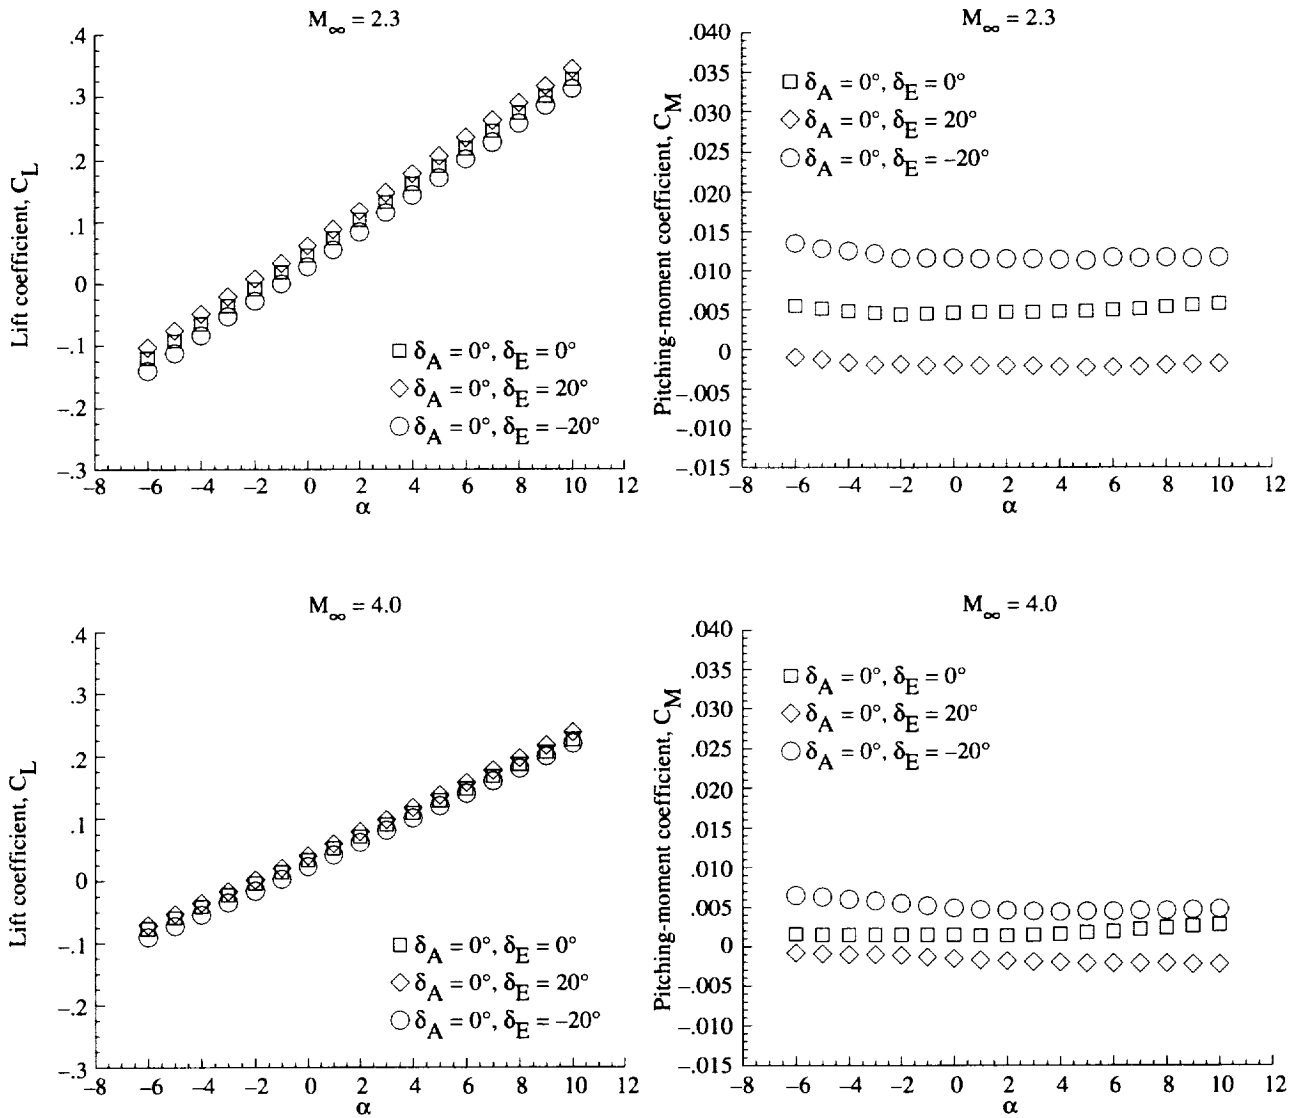 M∞ = 2.3
.4
.3
.2
.1
0
–.1
–.2
–.3
Lift coefficient, CL
δA = 0°, δE = 0°
δA = 0°, δE = 20°
δA = 0°, δE = –20°
–8 –6 –4 –2 0 2 4 6 8 10 12
α
M∞ = 2.3
.040
.035
.030
.025
.020
.015
.010
.005
0
–.005
–.010
–.015
Pitching-moment coefficient, CM
δA = 0°, δE = 0°
δA = 0°, δE = 20°
δA = 0°, δE = –20°
–8 –6 –4 –2 0 2 4 6 8 10 12
α
M∞ = 4.0
.4
.3
.2
.1
0
–.1
–.2
–.3
Lift coefficient, CL
δA = 0°, δE = 0°
δA = 0°, δE = 20°
δA = 0°, δE = –20°
–8 –6 –4 –2 0 2 4 6 8 10 12
α
M∞ = 4.0
.040
.035
.030
.025
.020
.015
.010
.005
0
–.005
–.010
–.015
Pitching-moment coefficient, CM
δA = 0°, δE = 0°
δA = 0°, δE = 20°
δA = 0°, δE = –20°
–8 –6 –4 –2 0 2 4 6 8 10 12
α